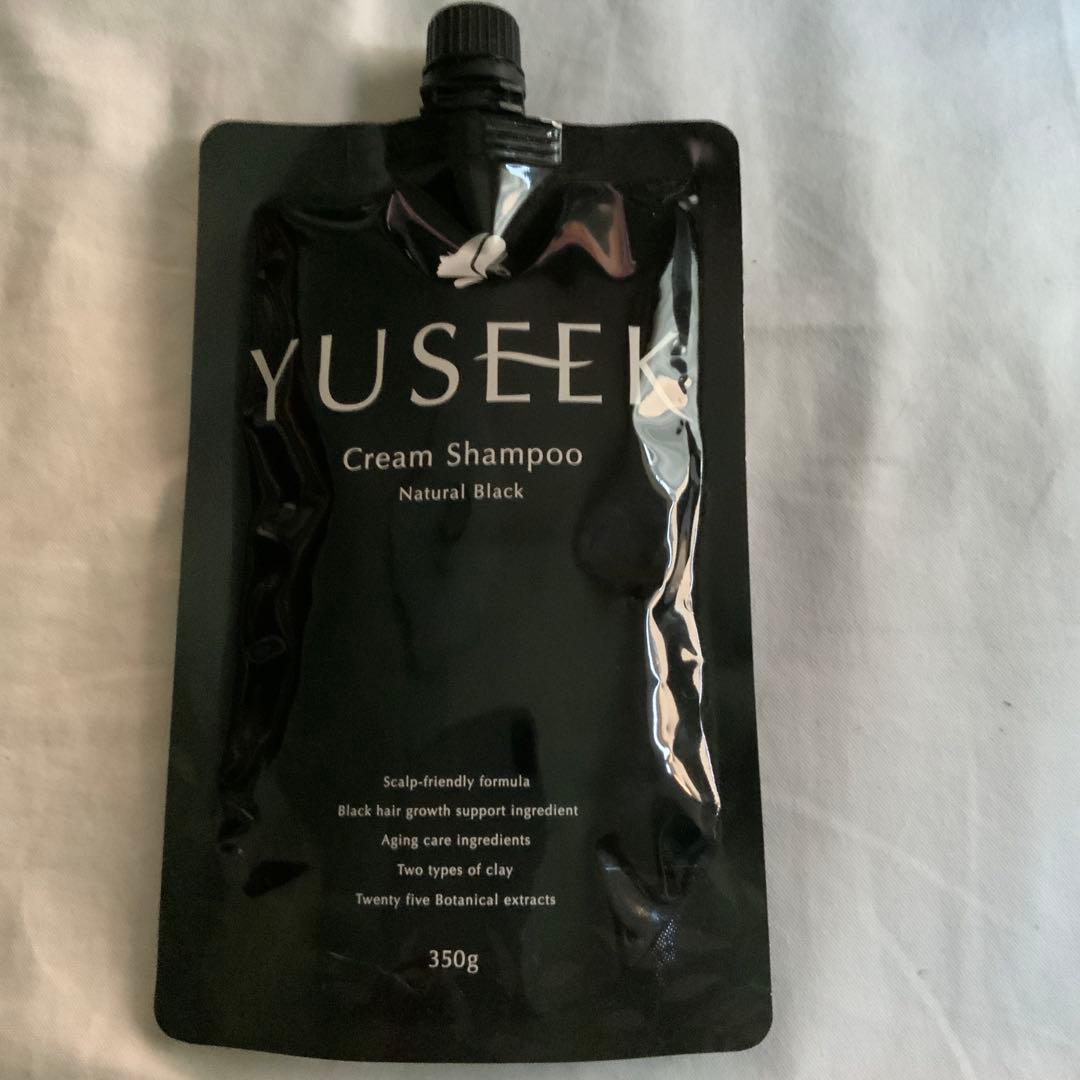 YUSEEK
Cream Shampoo
Natural Black
Scalp-friendly formula
Black hair growth support ingredient
Aging care ingredients
Two types of clay
Twenty five Botanical extracts
350g